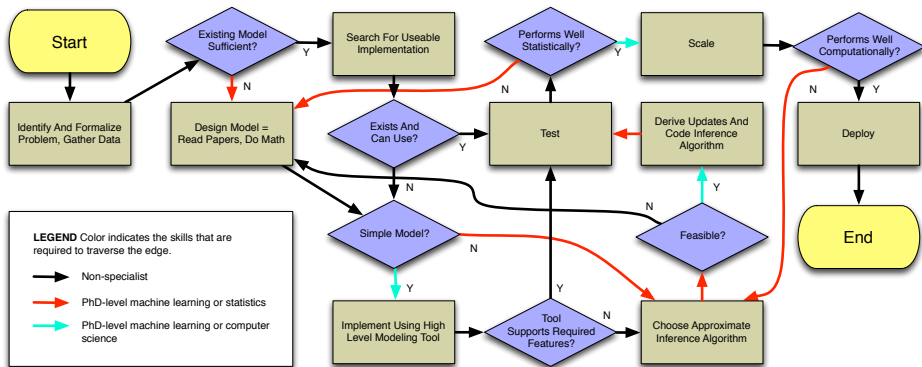 Start
Identify And Formalize
Problem, Gather Data
Existing Model
Sufficient?
Y
N
Search For Useable
Implementation
Design Model =
Read Papers, Do Math
Exists And
Can Use?
Y
N
Simple Model?
N
Y
Implement Using High
Level Modeling Tool
Tool
Supports Required
Features?
Y
N
Test
Performs Well
Statistically?
N
Y
Scale
Performs Well
Computationally?
N
Y
Derive Updates And
Code Inference
Algorithm
Y
Feasible?
N
Choose Approximate
Inference Algorithm
Deploy
End
LEGEND Color indicates the skills that are
required to traverse the edge.
Non-specialist
PhD-level machine learning or statistics
PhD-level machine learning or computer
science